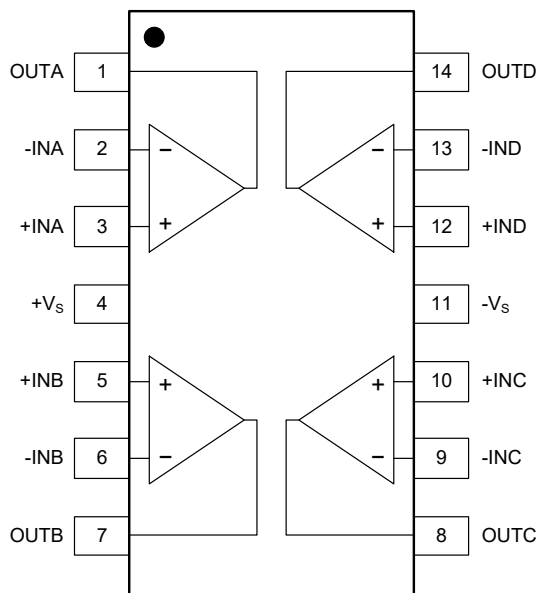 OUTA 1 14 OUTD
-INA 2 − − 13 -IND
+INA 3 + + 12 +IND
+VS 4 11 -VS
+INB 5 + + 10 +INC
-INB 6 − − 9 -INC
OUTB 7 8 OUTC